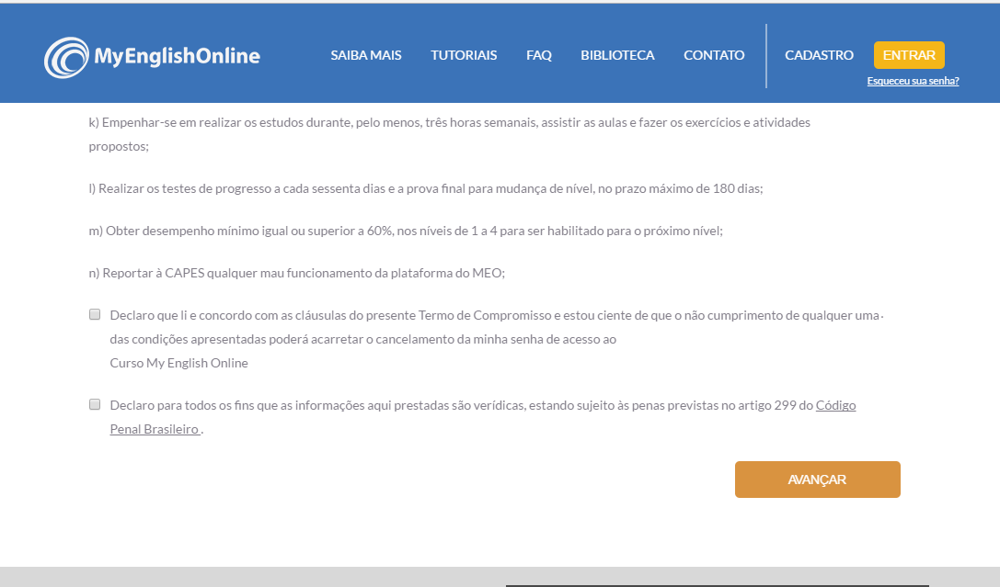 MyEnglishOnline
SAIBA MAIS TUTORIAIS FAQ BIBLIOTECA CONTATO CADASTRO ENTRAR
Esqueceu sua senha?
k) Empenhar-se em realizar os estudos durante, pelo menos, três horas semanais, assistir as aulas e fazer os exercícios e atividades
propostos;
l) Realizar os testes de progresso a cada sessenta dias e a prova final para mudança de nível, no prazo máximo de 180 dias;
m) Obter desempenho mínimo igual ou superior a 60%, nos níveis de 1 a 4 para ser habilitado para o próximo nível;
n) Reportar à CAPES qualquer mau funcionamento da plataforma do MEO;
Declaro que li e concordo com as cláusulas do presente Termo de Compromisso e estou ciente de que o não cumprimento de qualquer uma
das condições apresentadas poderá acarretar o cancelamento da minha senha de acesso ao
Curso My English Online
Declaro para todos os fins que as informações aqui prestadas são verídicas, estando sujeito às penas previstas no artigo 299 do Código
Penal Brasileiro .
AVANÇAR